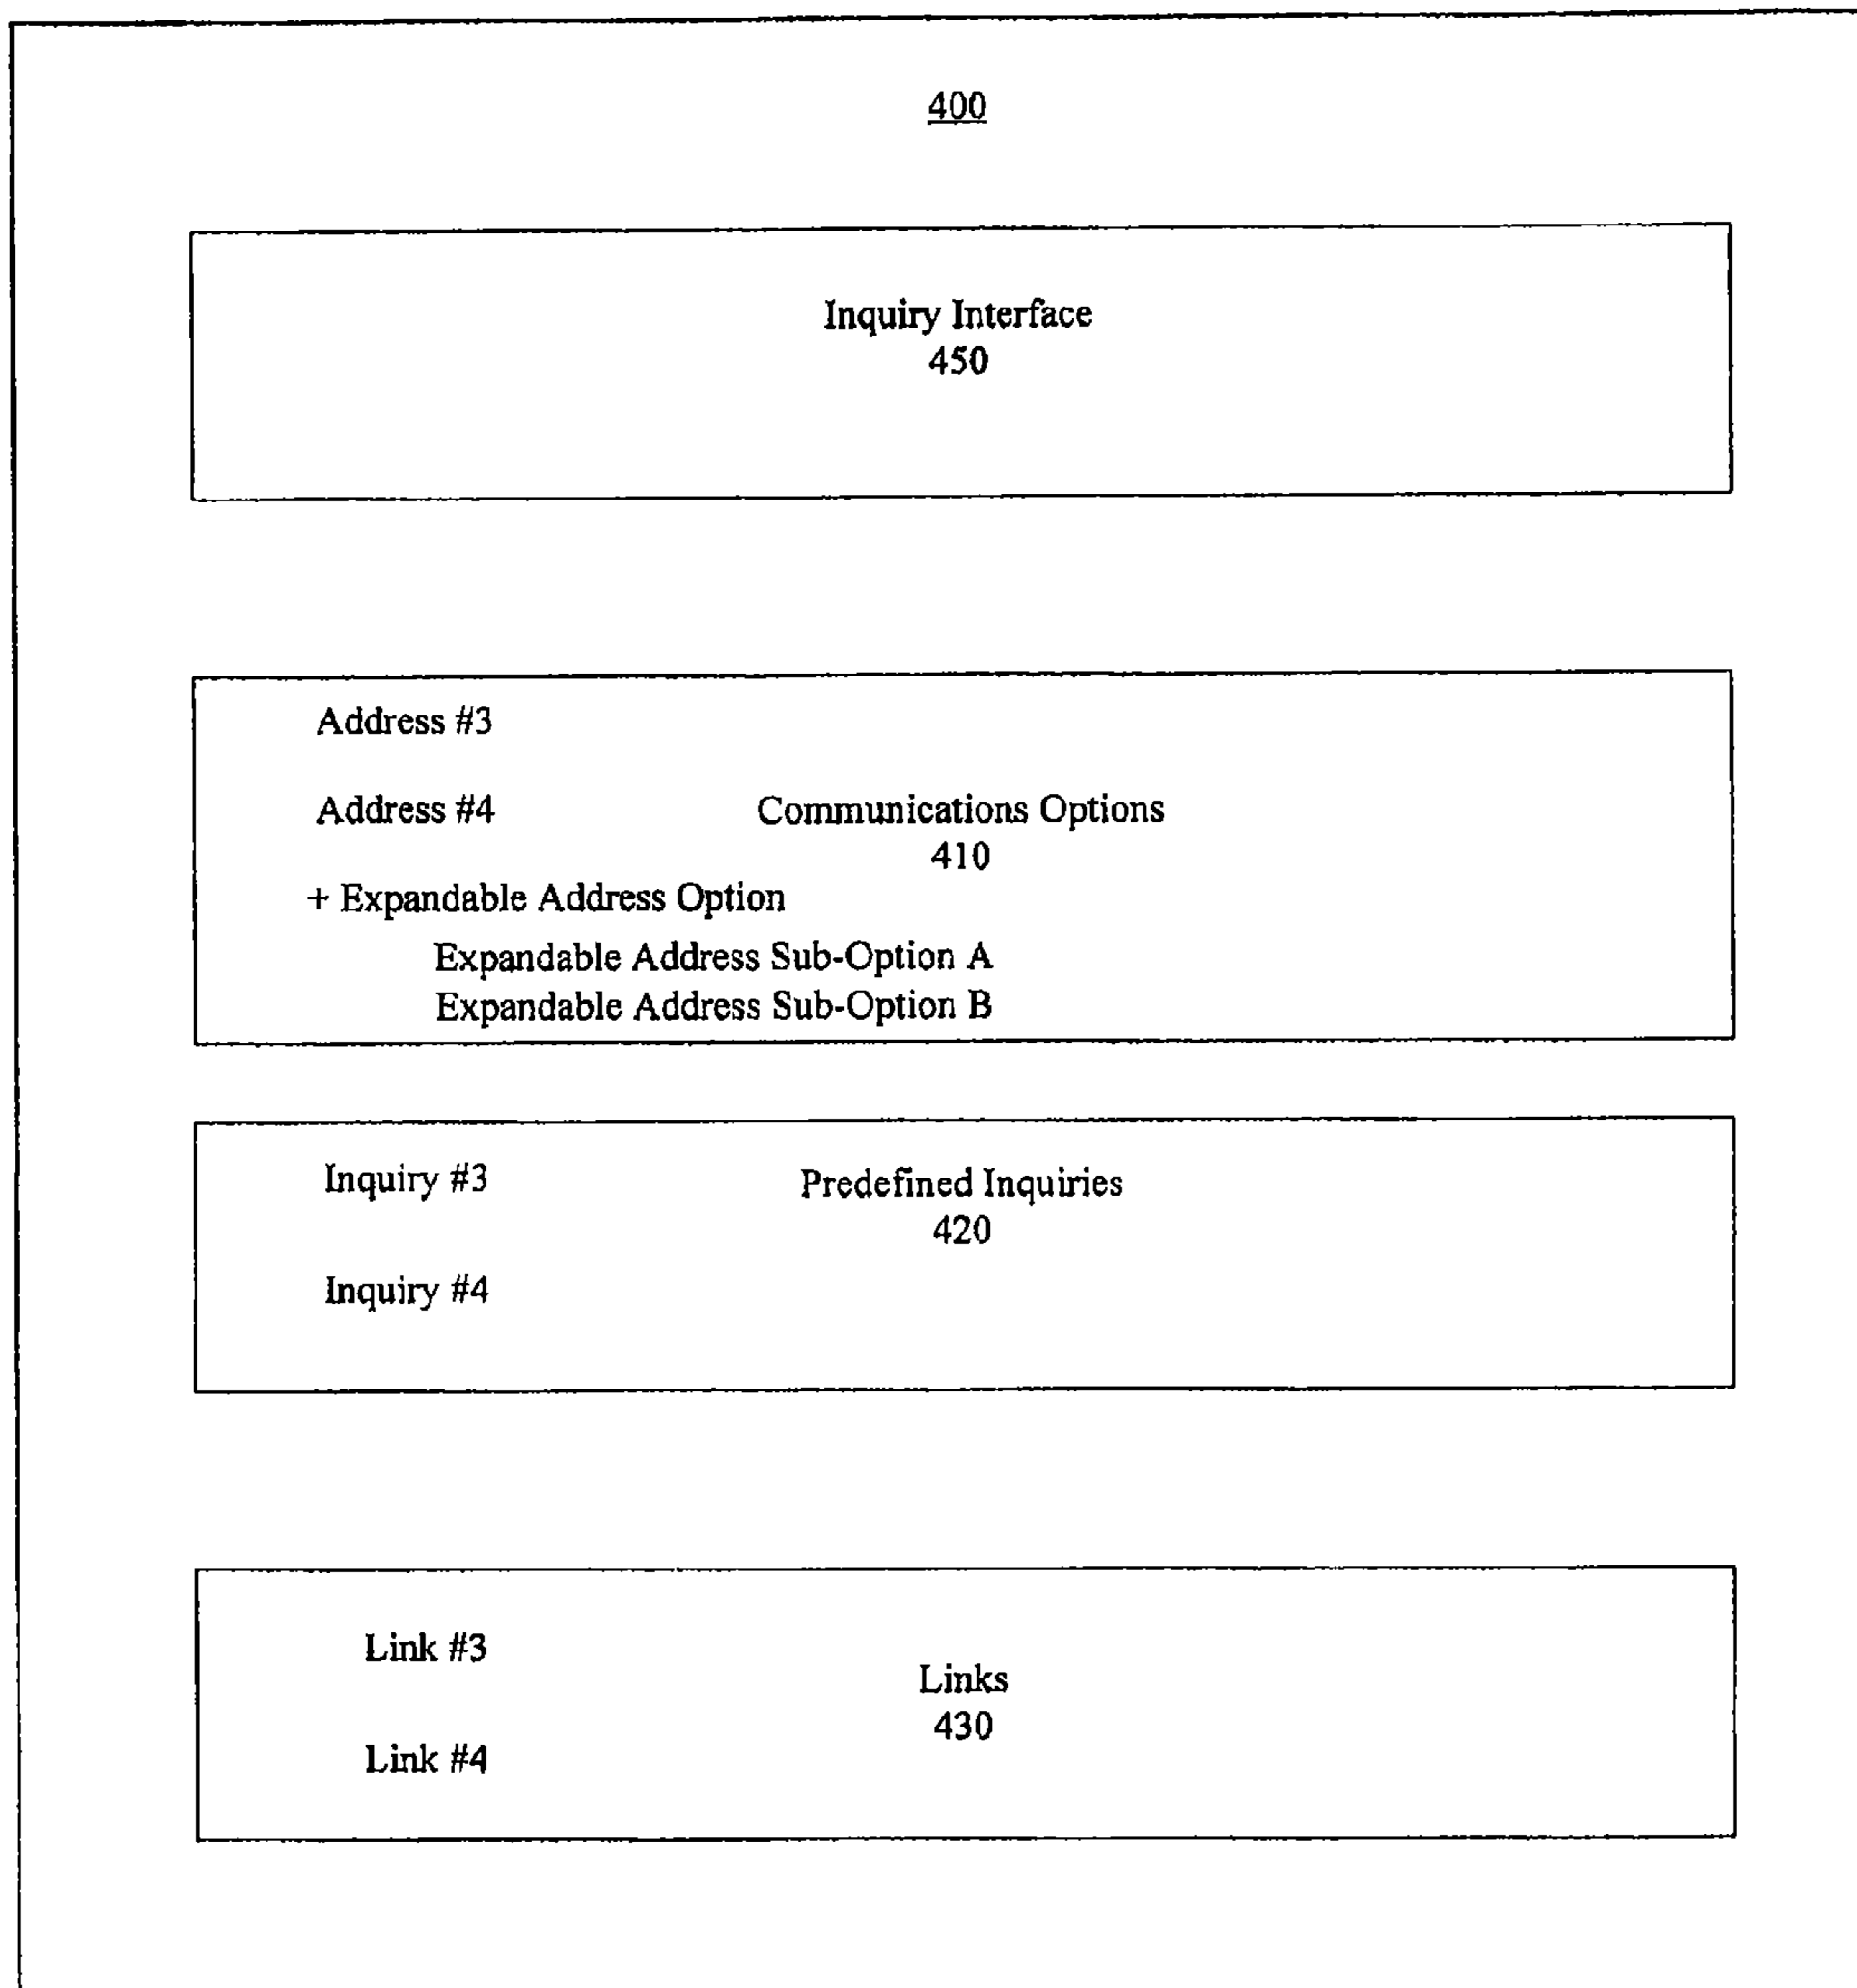 400
Inquiry Interface
450
Address #3
Address #4
Communications Options
410
+ Expandable Address Option
Expandable Address Sub-Option A
Expandable Address Sub-Option B
Inquiry #3
Predefined Inquiries
420
Inquiry #4
Link #3
Links
430
Link #4